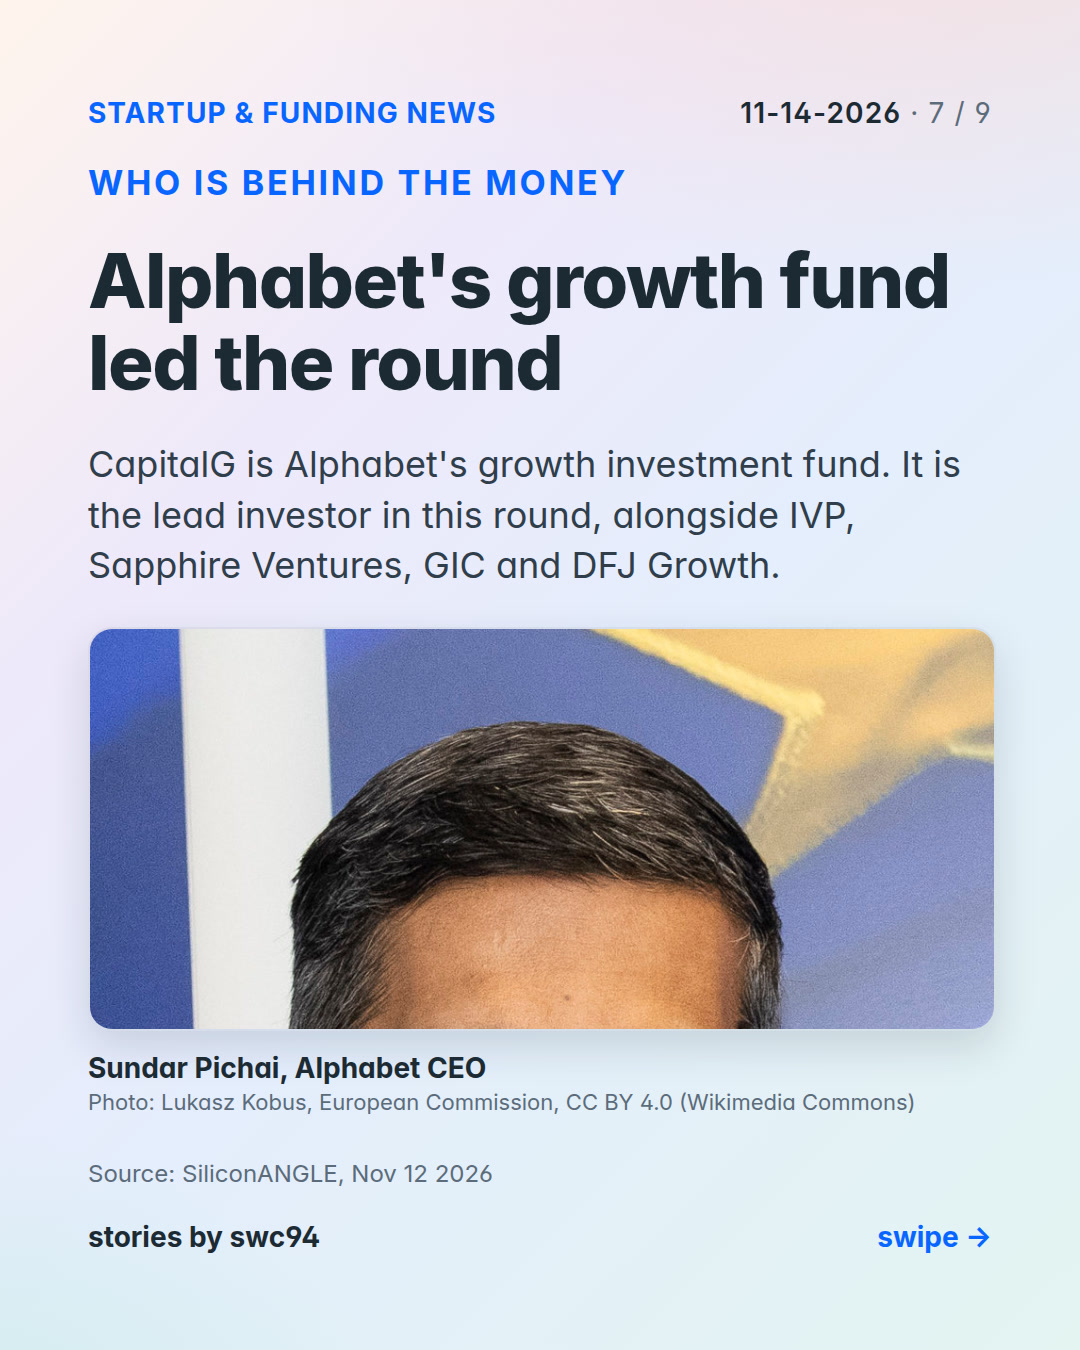 STARTUP & FUNDING NEWS
11-14-2026 · 7 / 9
WHO IS BEHIND THE MONEY
Alphabet's growth fund
led the round
CapitalG is Alphabet's growth investment fund. It is
the lead investor in this round, alongside IVP,
Sapphire Ventures, GIC and DFJ Growth.
Sundar Pichai, Alphabet CEO
Photo: Lukasz Kobus, European Commission, CC BY 4.0 (Wikimedia Commons)
Source: SiliconANGLE, Nov 12 2026
stories by swc94
swipe →